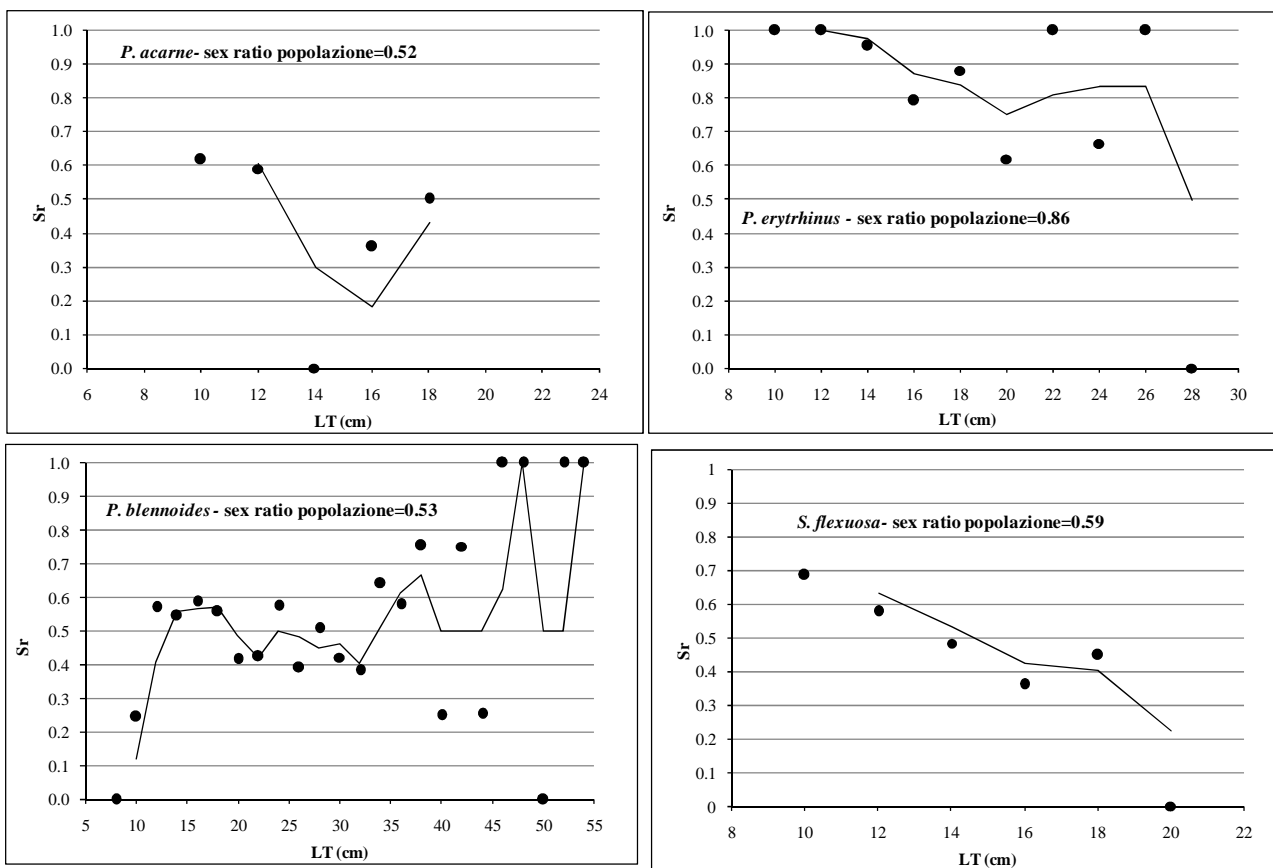 P. acarne- sex ratio popolazione=0.52
1.0
0.9
0.8
0.7
0.6
0.5
0.4
0.3
0.2
0.1
0.0
Sr
6 8 10 12 14 16 18 20 22 24
LT (cm)
1.0
0.9
0.8
0.7
0.6
0.5
0.4
0.3
0.2
0.1
0.0
Sr
P. erytrhinus - sex ratio popolazione=0.86
8 10 12 14 16 18 20 22 24 26 28 30
LT (cm)
1.0
0.9
0.8
0.7
0.6
0.5
0.4
0.3
0.2
0.1
0.0
Sr
P. blennoides - sex ratio popolazione=0.53
5 10 15 20 25 30 35 40 45 50 55
LT (cm)
1
0.9
0.8
0.7
0.6
0.5
0.4
0.3
0.2
0.1
0
Sr
S. flexuosa- sex ratio popolazione=0.59
8 10 12 14 16 18 20 22
LT (cm)